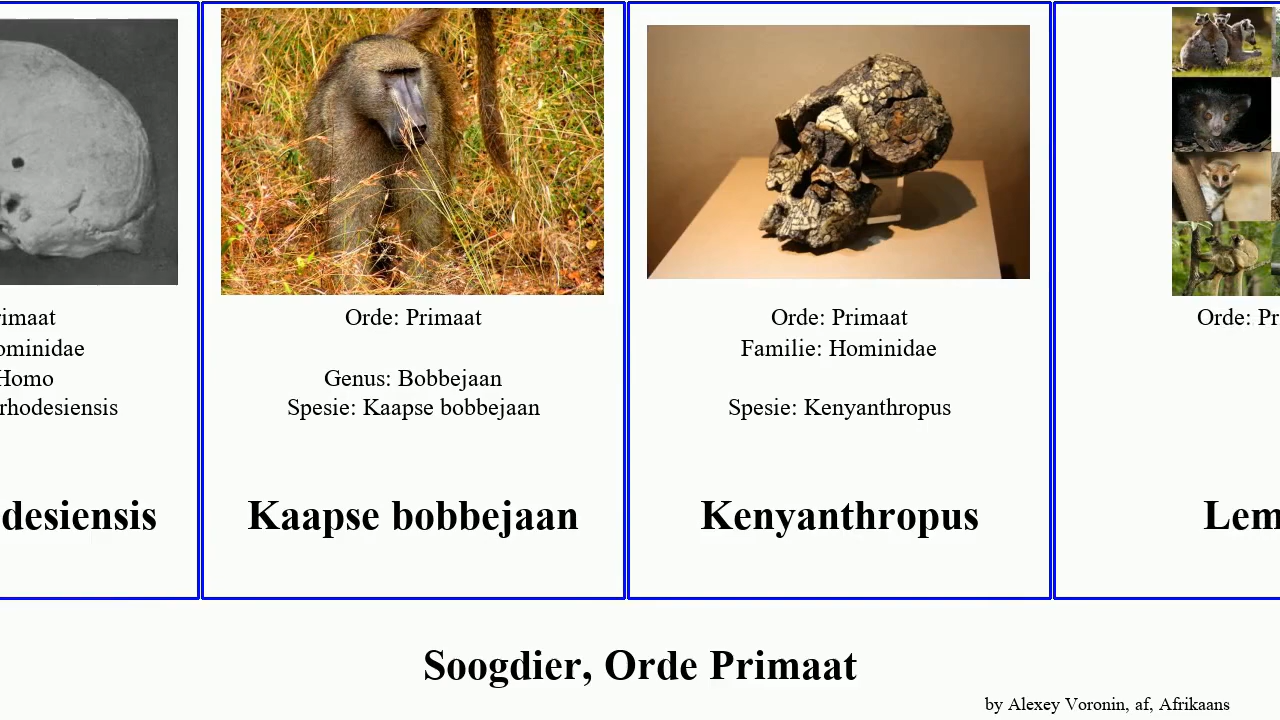 imaat
ominidae
Homo
rhodesiensis
desiensis
Orde: Primaat
Genus: Bobbejaan
Spesie: Kaapse bobbejaan
Kaapse bobbejaan
Orde: Primaat
Familie: Hominidae
Spesie: Kenyanthropus
Kenyanthropus
Orde: Pr
Lem
Soogdier, Orde Primaat
by Alexey Voronin, af, Afrikaans